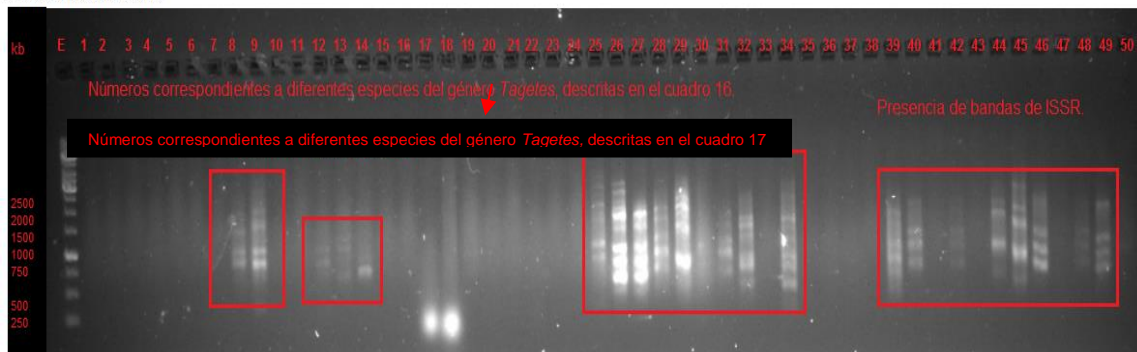 kb E 1 2 3 4 5 6 7 8 9 10 11 12 13 14 15 16 17 18 19 20 21 22 23 24 25 26 27 28 29 30 31 32 33 34 35 36 37 38 39 40 41 42 43 44 45 46 47 48 49 50
Números correspondientes a diferentes especies del género Tagetes, descritas en el cuadro 16.
Presencia de bandas de ISSR.
Números correspondientes a diferentes especies del género Tagetes, descritas en el cuadro 17
2500
2000
1500
1000
750
500
250